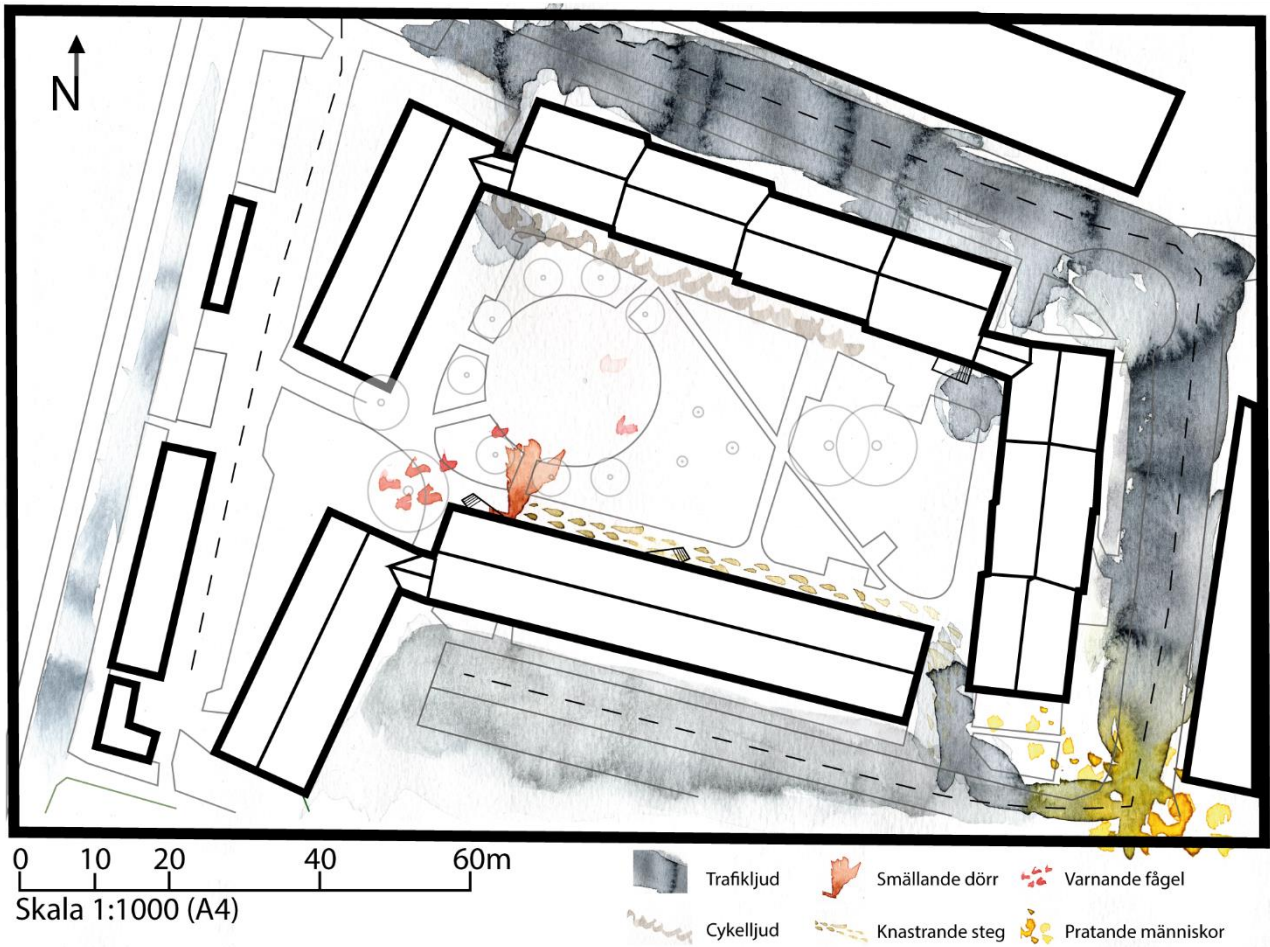 N
0 10 20 40 60m
Skala 1:1000 (A4)
Trafikljud
Smällande dörr
Varnande fågel
Cykelljud
Knastrande steg
Pratande människor